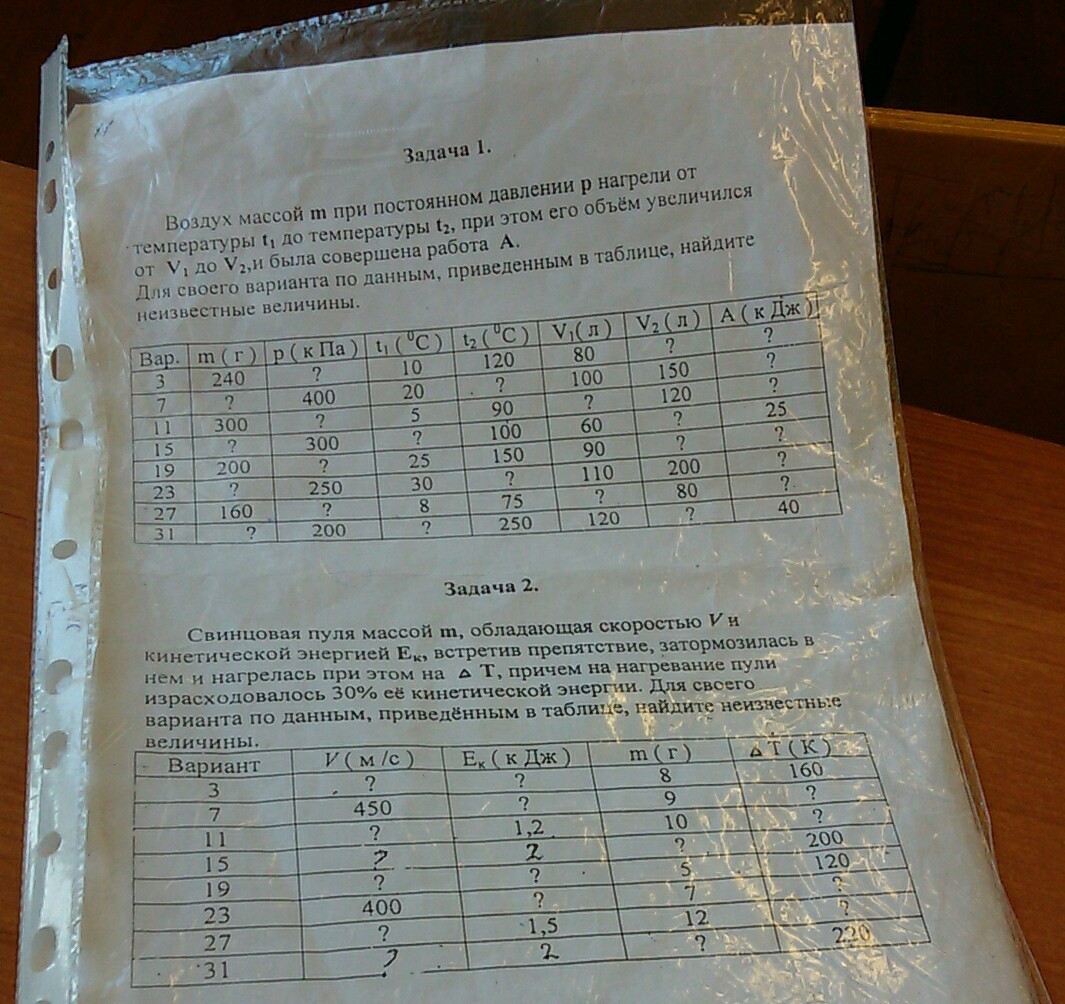 Задача 1.
Воздух массой m при постоянном давлении p нагрели от
температуры t₁ до температуры t₂, при этом его объём увеличился
от V₁ до V₂,и была совершена работа А.
Для своего варианта по данным, приведенным в таблице, найдите
неизвестные величины.
Вар. m ( г ) p ( к Па ) t₁ ( ⁰С ) t₂ ( ⁰С ) V₁( л ) V₂ ( л ) А ( к Дж )
3 240 ? 10 120 80 ? ?
7 ? 400 20 ? 100 150 ?
11 300 ? 5 90 ? 120 ?
15 ? 300 ? 100 60 ? 25
19 200 ? 25 150 90 ? ?
23 ? 250 30 ? 110 200 ?
27 160 ? 8 75 ? 80 ?
31 ? 200 ? 250 120 ? 40
Задача 2.
Свинцовая пуля массой m, обладающая скоростью V и
кинетической энергией Eₖ, встретив препятствие, затормозилась в
нем и нагрелась при этом на Δ T, причем на нагревание пули
израсходовалось 30% её кинетической энергии. Для своего
варианта по данным, приведённым в таблице, найдите неизвестные
величины.
Вариант V ( м /с ) Eₖ ( к Дж ) m ( г ) Δ T ( К )
3 ? ? 8 160
7 450 ? 9 ?
11 ? 1,2 10 ?
15 ? 2 ? 200
19 ? ? 5 120
23 400 ? 7 ?
27 ? 1,5 12 ?
31 ? 2 ? 220